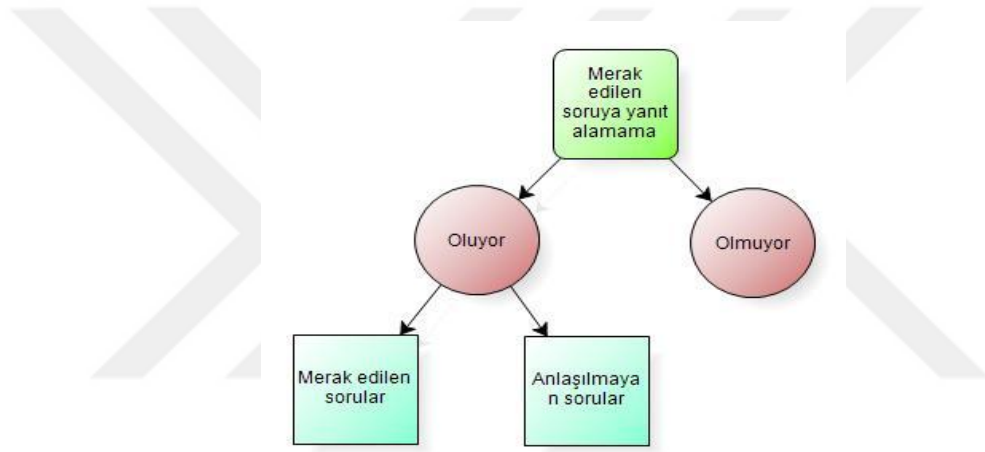 Merak
edilen
soruya yanıt
alamama
Oluyor
Olmuyor
Merak edilen
sorular
Anlaşılmaya
n sorular